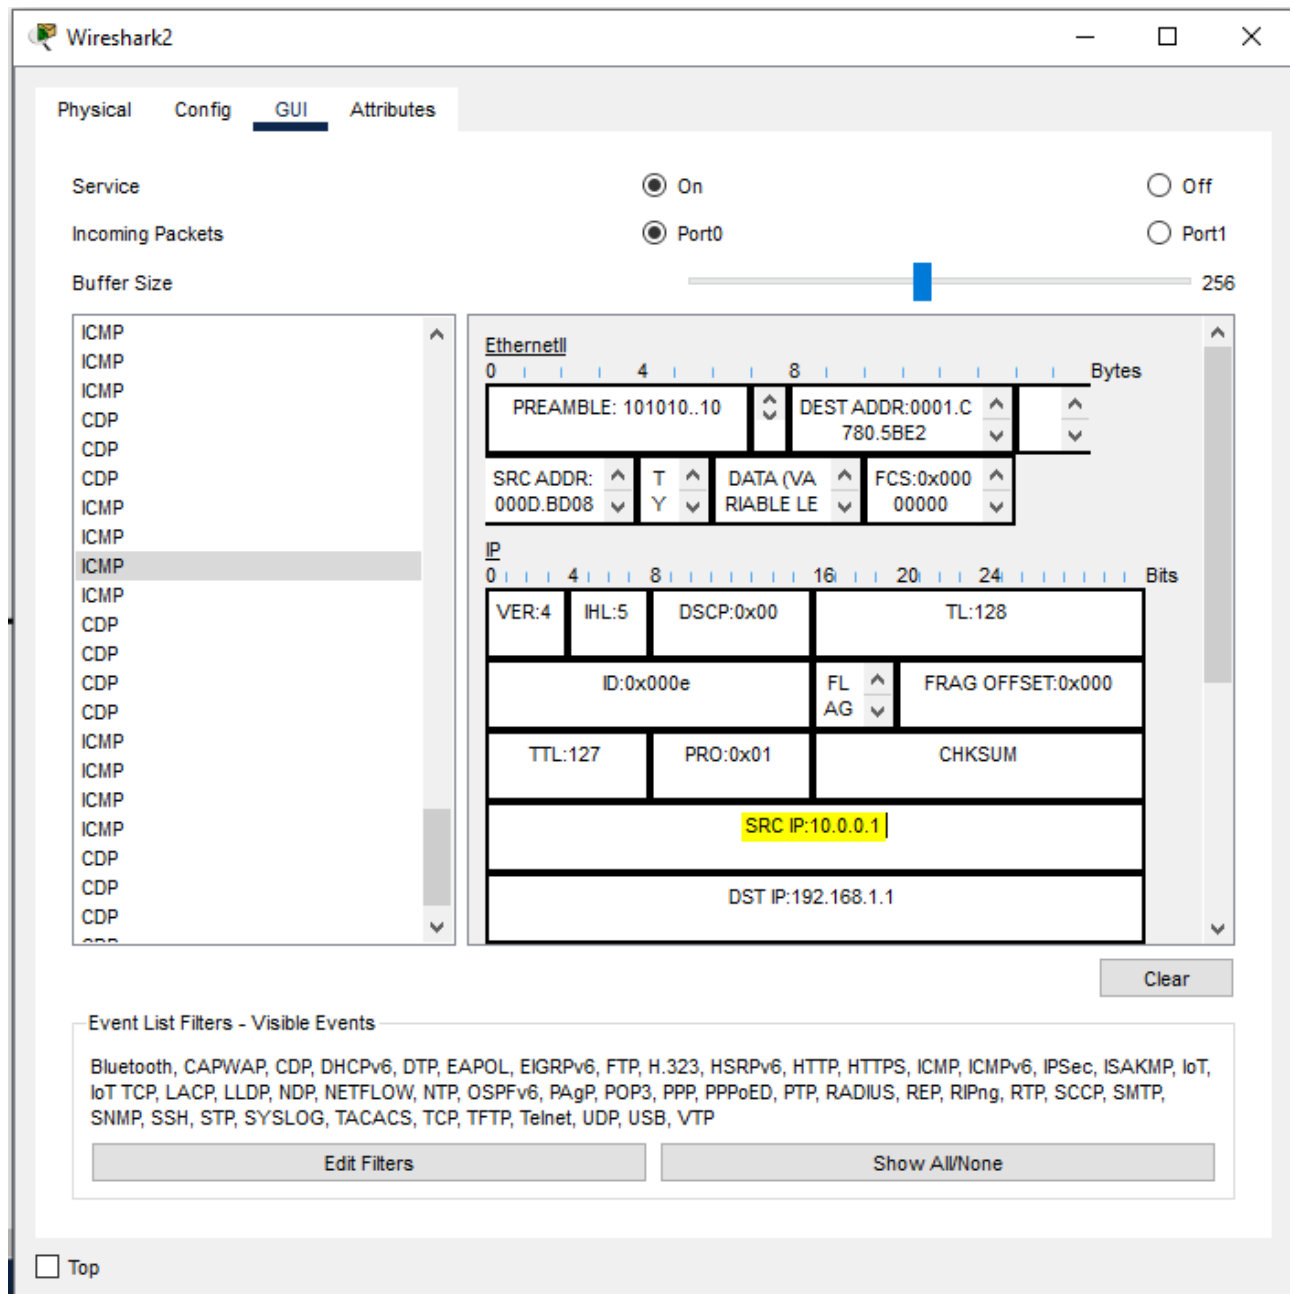 Wireshark2
Physical Config GUI Attributes
Service On Off
Incoming Packets Port0 Port1
Buffer Size 256
ICMP
ICMP
ICMP
CDP
CDP
CDP
ICMP
ICMP
ICMP
ICMP
CDP
CDP
CDP
CDP
ICMP
ICMP
ICMP
ICMP
CDP
CDP
CDP
CDP
EthernetII
0 4 8 Bytes
PREAMBLE: 101010..10 DEST ADDR:0001.C
780.5BE2
SRC ADDR: T DATA (VA FCS:0x000
000D.BD08 Y RIABLE LE 00000
IP
0 4 8 16 20 24 Bits
VER:4 IHL:5 DSCP:0x00 TL:128
ID:0x000e FL FRAG OFFSET:0x000
AG
TTL:127 PRO:0x01 CHKSUM
SRC IP:10.0.0.1
DST IP:192.168.1.1
Clear
Event List Filters - Visible Events
Bluetooth, CAPWAP, CDP, DHCPv6, DTP, EAPOL, EIGRPv6, FTP, H.323, HSRPv6, HTTP, HTTPS, ICMP, ICMPv6, IPSec, ISAKMP, IoT,
IoT TCP, LACP, LLDP, NDP, NETFLOW, NTP, OSPFv6, PAgP, POP3, PPP, PPPoED, PTP, RADIUS, REP, RIPng, RTP, SCCP, SMTP,
SNMP, SSH, STP, SYSLOG, TACACS, TCP, TFTP, Telnet, UDP, USB, VTP
Edit Filters Show All/None
Top